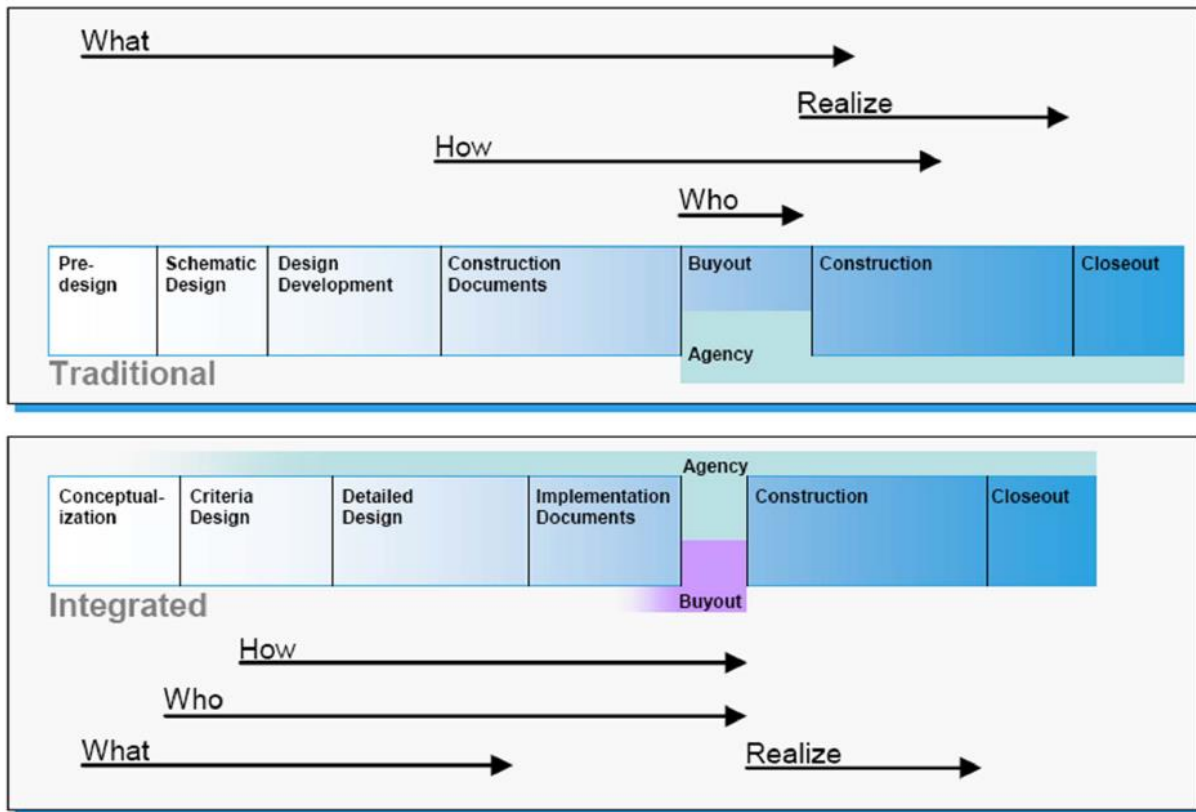 What
Realize
How
Who
Pre-
design
Schematic
Design
Design
Development
Construction
Documents
Buyout
Construction
Closeout
Agency
Traditional
Agency
Conceptual-
ization
Criteria
Design
Detailed
Design
Implementation
Documents
Construction
Closeout
Buyout
Integrated
How
Who
What
Realize